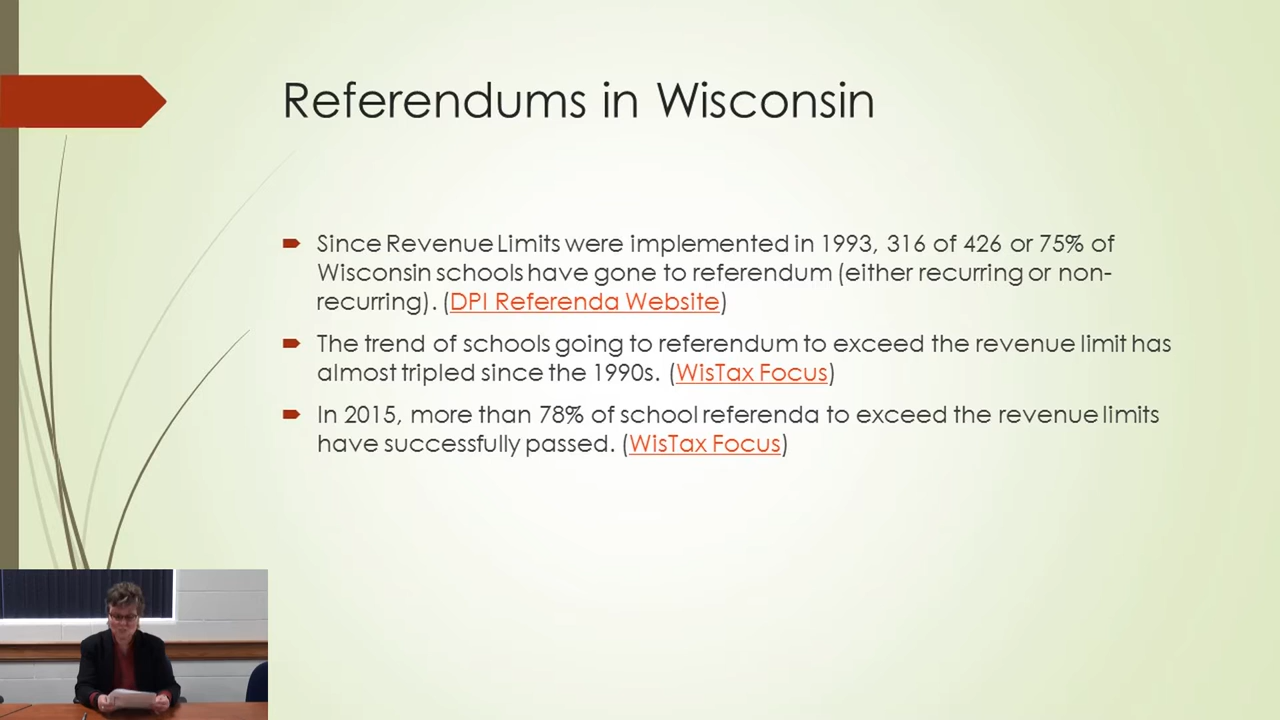 Referendums in Wisconsin
Since Revenue Limits were implemented in 1993, 316 of 426 or 75% of
Wisconsin schools have gone to referendum (either recurring or non-
recurring). (DPI Referenda Website)
The trend of schools going to referendum to exceed the revenue limit has
almost tripled since the 1990s. (WisTax Focus)
In 2015, more than 78% of school referenda to exceed the revenue limits
have successfully passed. (WisTax Focus)